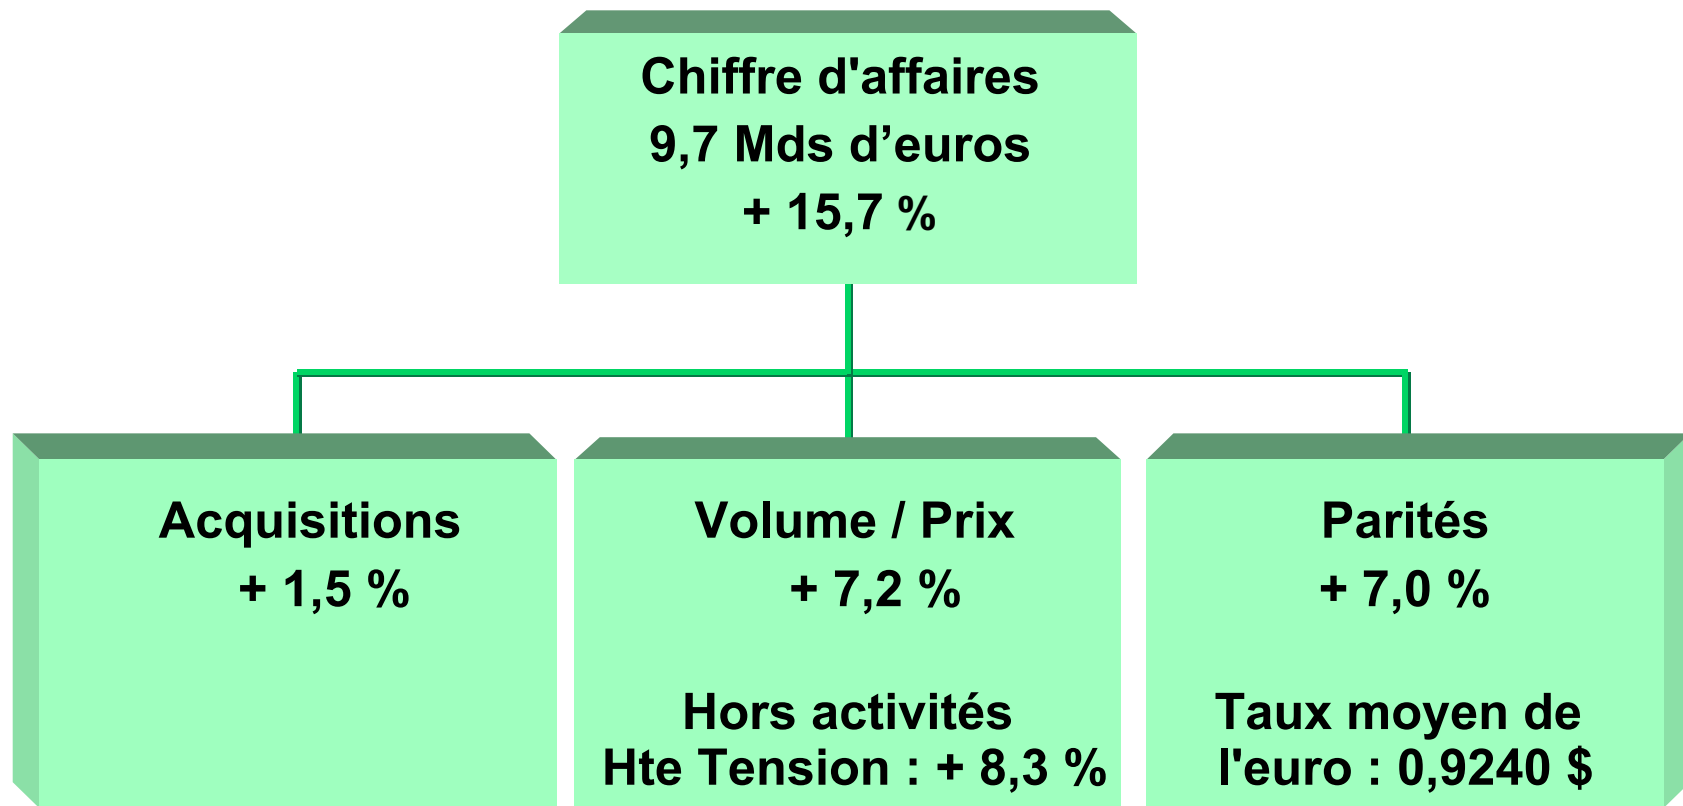 Chiffre d'affaires
9,7 Mds d’euros
+ 15,7 %
Acquisitions
+ 1,5 %
Volume / Prix
+ 7,2 %
Hors activités
Hte Tension : + 8,3 %
Parités
+ 7,0 %
Taux moyen de
l'euro : 0,9240 $